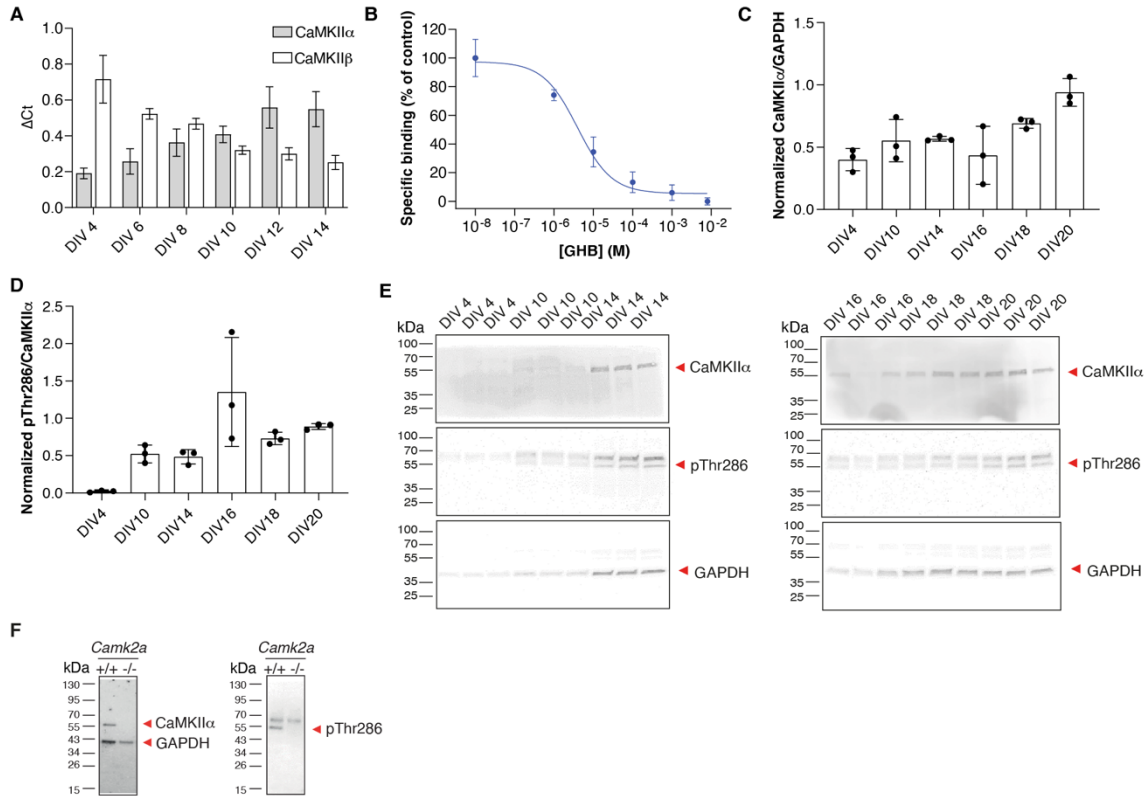 A
CaMKIIα
CaMKIIβ
ΔCt
1.0
0.8
0.6
0.4
0.2
0.0
DIV 4
DIV 6
DIV 8
DIV 10
DIV 12
DIV 14
B
Specific binding (% of control)
120
100
80
60
40
20
0
10-8
10-7
10-6
10-5
10-4
10-3
10-2
[GHB] (M)
C
Normalized CaMKIIα/GAPDH
1.5
1.0
0.5
0.0
DIV4
DIV10
DIV14
DIV16
DIV18
DIV20
D
Normalized pThr286/CaMKIIα
2.5
2.0
1.5
1.0
0.5
0.0
DIV4
DIV10
DIV14
DIV16
DIV18
DIV20
E
DIV 4 DIV 4 DIV 4 DIV 10 DIV 10 DIV 10 DIV 14 DIV 14 DIV 14
kDa
100
70
55
35
25
CaMKIIα
100
70
55
35
25
pThr286
100
70
55
35
25
GAPDH
DIV 16 DIV 16 DIV 16 DIV 18 DIV 18 DIV 18 DIV 20 DIV 20 DIV 20
kDa
100
70
55
35
25
CaMKIIα
100
70
55
35
25
pThr286
100
70
55
35
25
GAPDH
F
Camk2a
kDa +/+ -/-
130
95
70
55
43
34
26
15
CaMKIIα
GAPDH
Camk2a
kDa +/+ -/-
130
95
70
55
43
34
26
15
pThr286